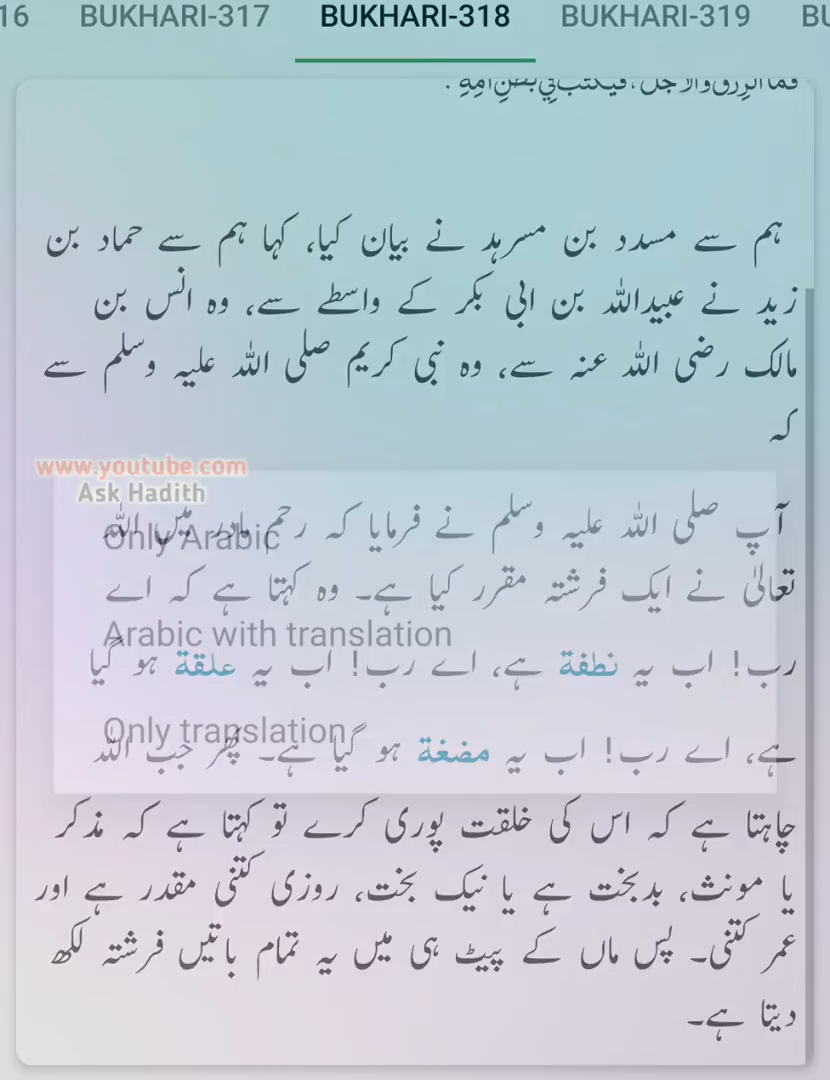 16 BUKHARI-317 BUKHARI-318 BUKHARI-319 BU
فما الرزق والأجل، فيكتب في بطن أمه .
ہم سے مسدد بن مسرہد نے بیان کیا، کہا ہم سے حماد بن
زید نے عبیداللہ بن ابی بکر کے واسطے سے، وہ انس بن
مالک رضی اللہ عنہ سے، وہ نبی کریم صلی اللہ علیہ وسلم سے
کہ
www.youtube.com
Ask Hadith
آپ صلی اللہ علیہ وسلم نے فرمایا کہ رحم مادر میں اللہ
Only Arabic
تعالیٰ نے ایک فرشتہ مقرر کیا ہے۔ وہ کہتا ہے کہ اے
Arabic with translation
رب! اب یہ نطفة ہے، اے رب! اب یہ علقة ہو گیا
Only translation
ہے، اے رب! اب یہ مضغة ہو گیا ہے۔ پھر جب اللہ
چاہتا ہے کہ اس کی خلقت پوری کرے تو کہتا ہے کہ مذکر
یا مونث، بدبخت ہے یا نیک بخت، روزی کتنی مقدر ہے اور
عمر کتنی۔ پس ماں کے پیٹ ہی میں یہ تمام باتیں فرشتہ لکھ
دیتا ہے۔